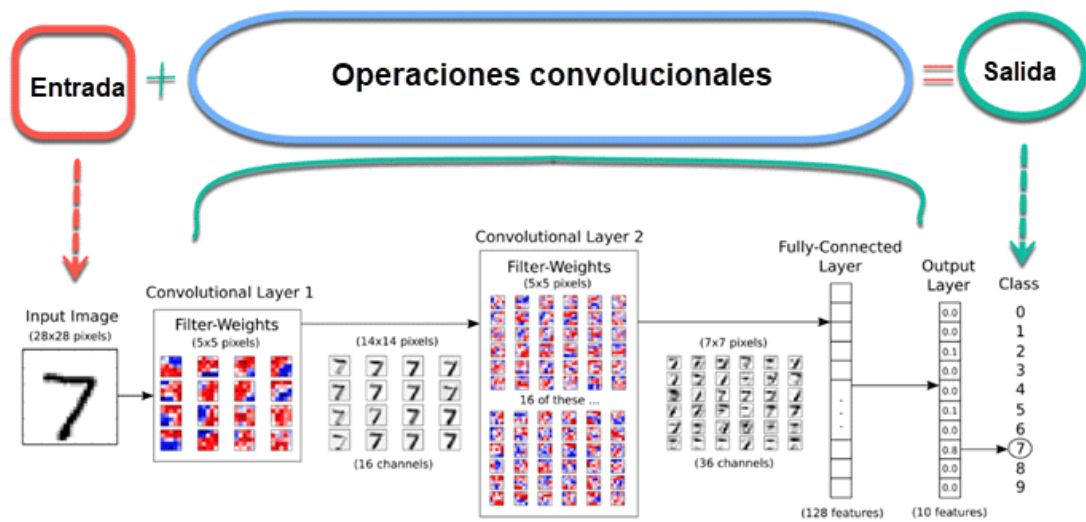 Entrada
+
Operaciones convolucionales
=
Salida
Input Image
(28x28 pixels)
Convolutional Layer 1
Filter-Weights
(5x5 pixels)
(14x14 pixels)
(16 channels)
Convolutional Layer 2
Filter-Weights
(5x5 pixels)
16 of these ...
(7x7 pixels)
(36 channels)
Fully-Connected
Layer
(128 features)
Output
Layer
0.0
0.0
0.1
0.0
0.0
0.1
0.0
0.8
0.0
0.0
(10 features)
Class
0
1
2
3
4
5
6
7
8
9